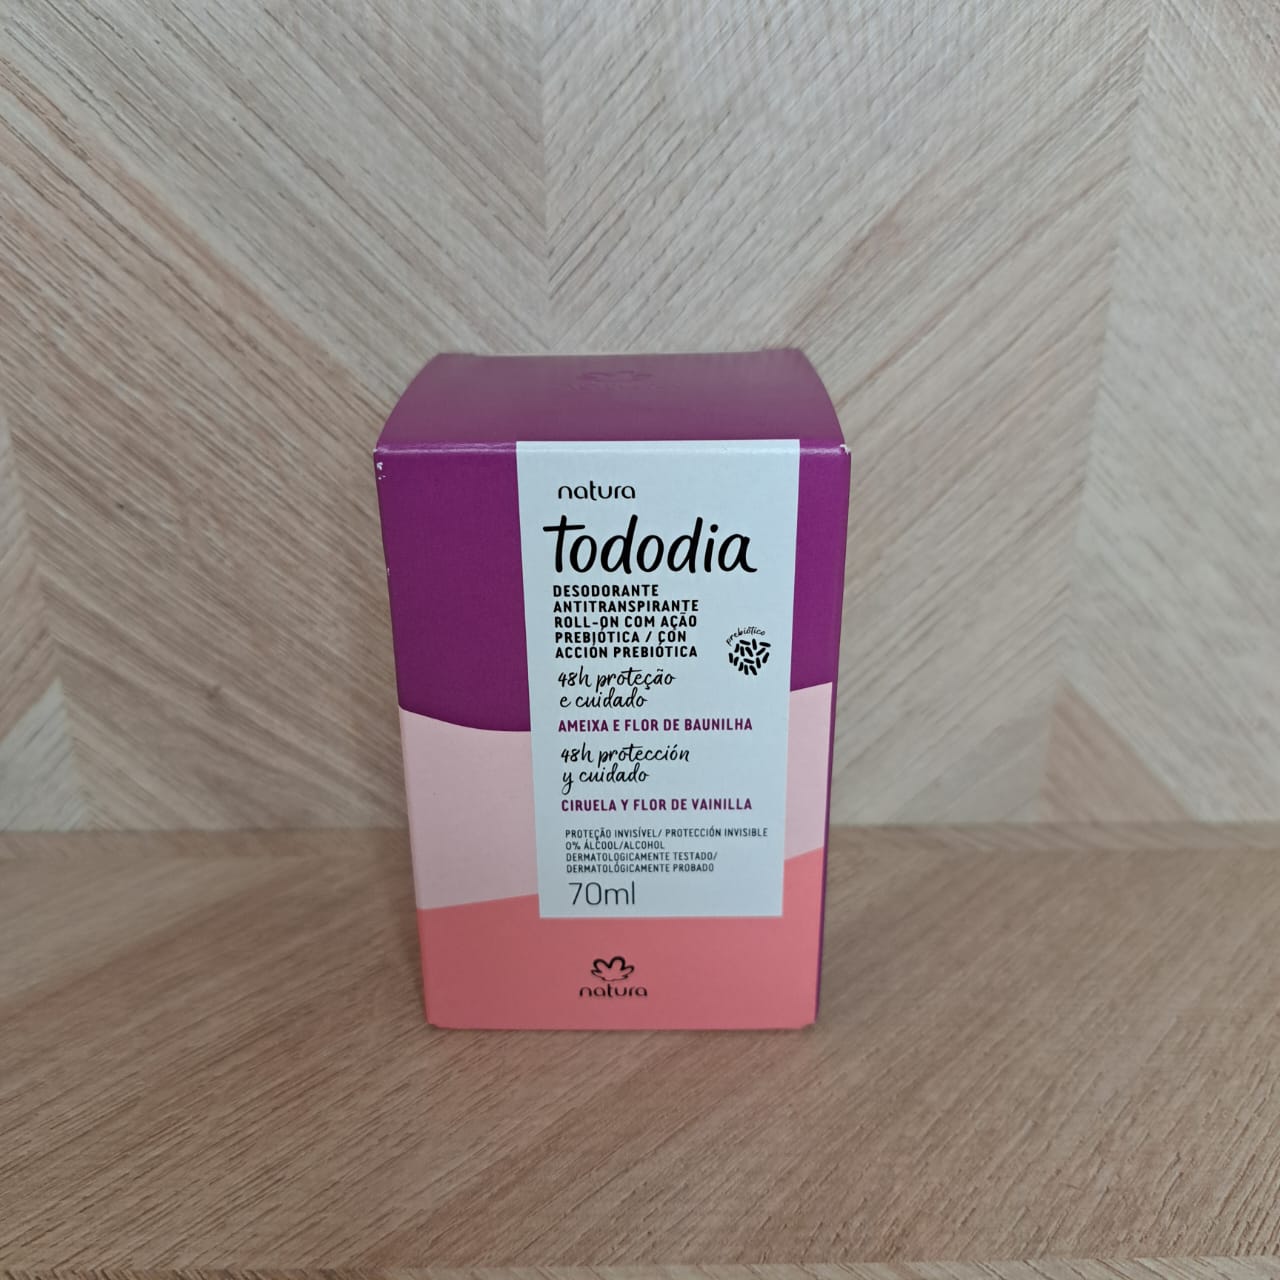 natura
Tododia
DESODORANTE
ANTITRANSPIRANTE
ROLL-ON COM AÇÃO
PREBIÓTICA / CON
ACCIÓN PREBIÓTICA
prebiótico
48h proteção
e cuidado
AMEIXA E FLOR DE BAUNILHA
48h protección
y cuidado
CIRUELA Y FLOR DE VAINILLA
PROTEÇÃO INVISÍVEL/ PROTECCIÓN INVISIBLE
0% ÁLCOOL/ALCOHOL
DERMATOLOGICAMENTE TESTADO/
DERMATOLÓGICAMENTE PROBADO
70ml
natura